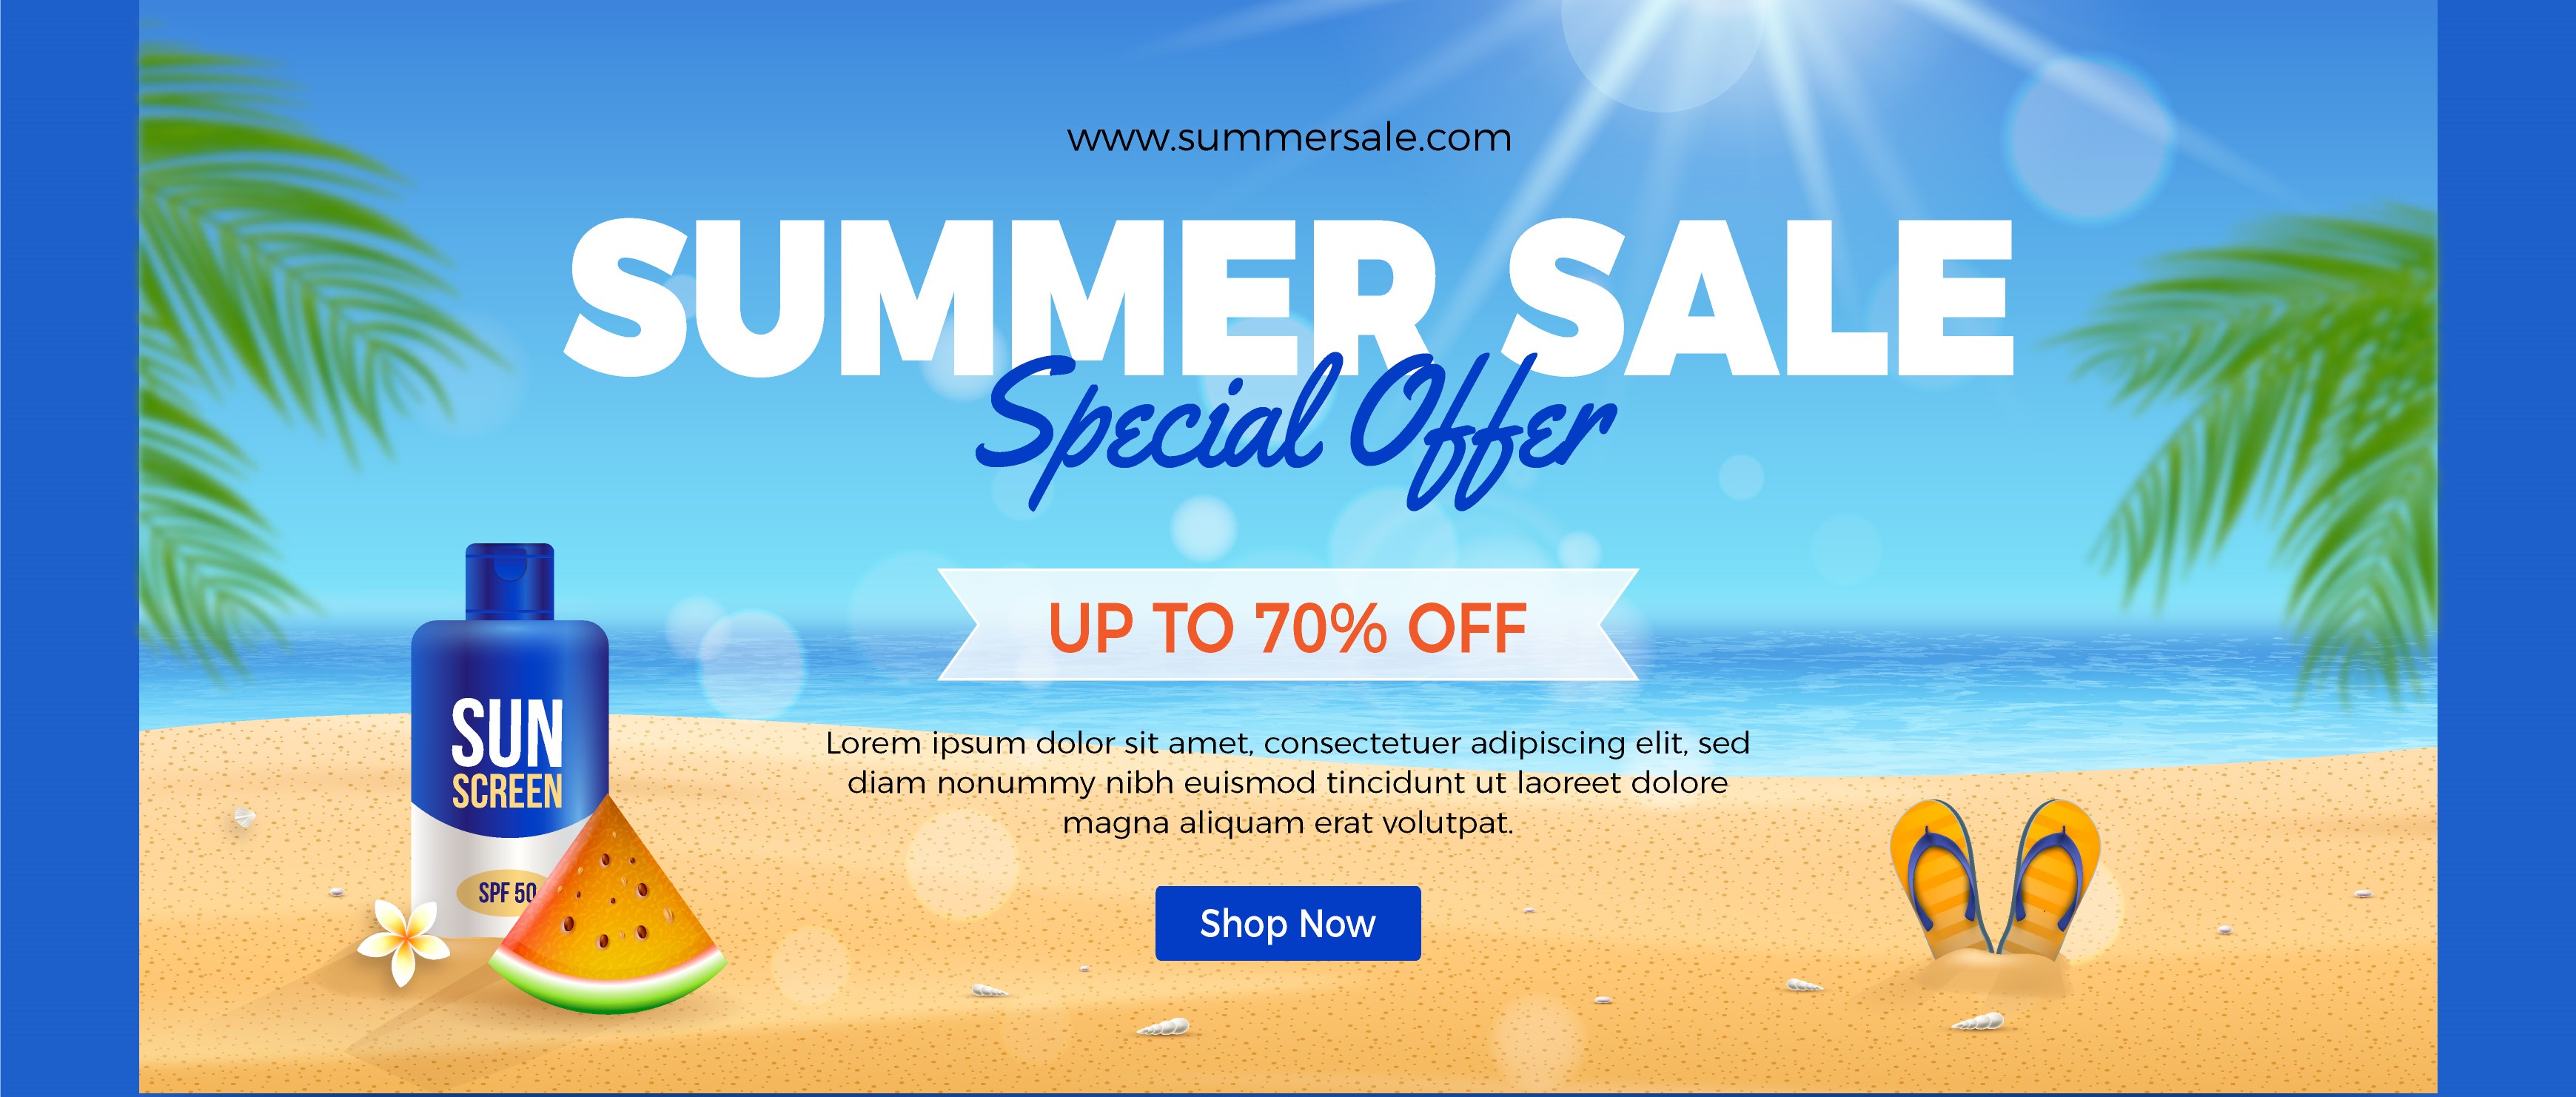 www.summersale.com
SUMMER SALE
Special Offer
UP TO 70% OFF
SUN
SCREEN
SPF 50
Lorem ipsum dolor sit amet, consectetuer adipiscing elit, sed
diam nonummy nibh euismod tincidunt ut laoreet dolore
magna aliquam erat volutpat.
Shop Now